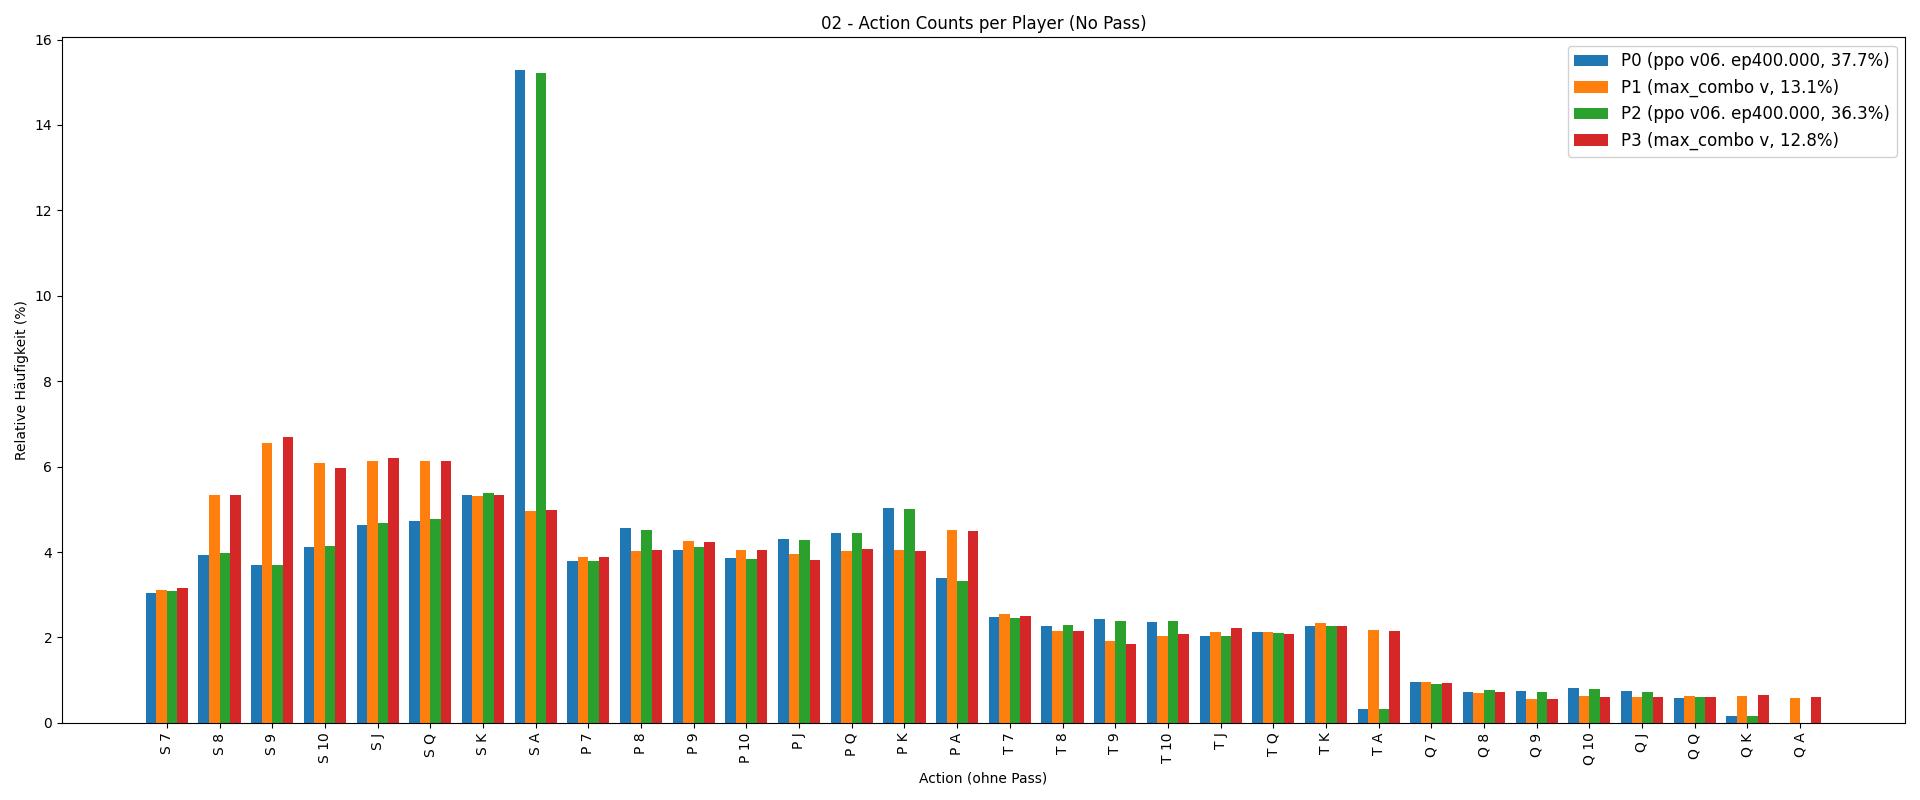 02 - Action Counts per Player (No Pass)
P0 (ppo v06. ep400.000, 37.7%)
P1 (max_combo v, 13.1%)
P2 (ppo v06. ep400.000, 36.3%)
P3 (max_combo v, 12.8%)
Relative Häufigkeit (%)
16
14
12
10
8
6
4
2
0
S 7
S 8
S 9
S 10
S J
S Q
S K
S A
P 7
P 8
P 9
P 10
P J
P Q
P K
P A
T 7
T 8
T 9
T 10
T J
T Q
T K
T A
Q 7
Q 8
Q 9
Q 10
Q J
Q Q
Q K
Q A
Action (ohne Pass)